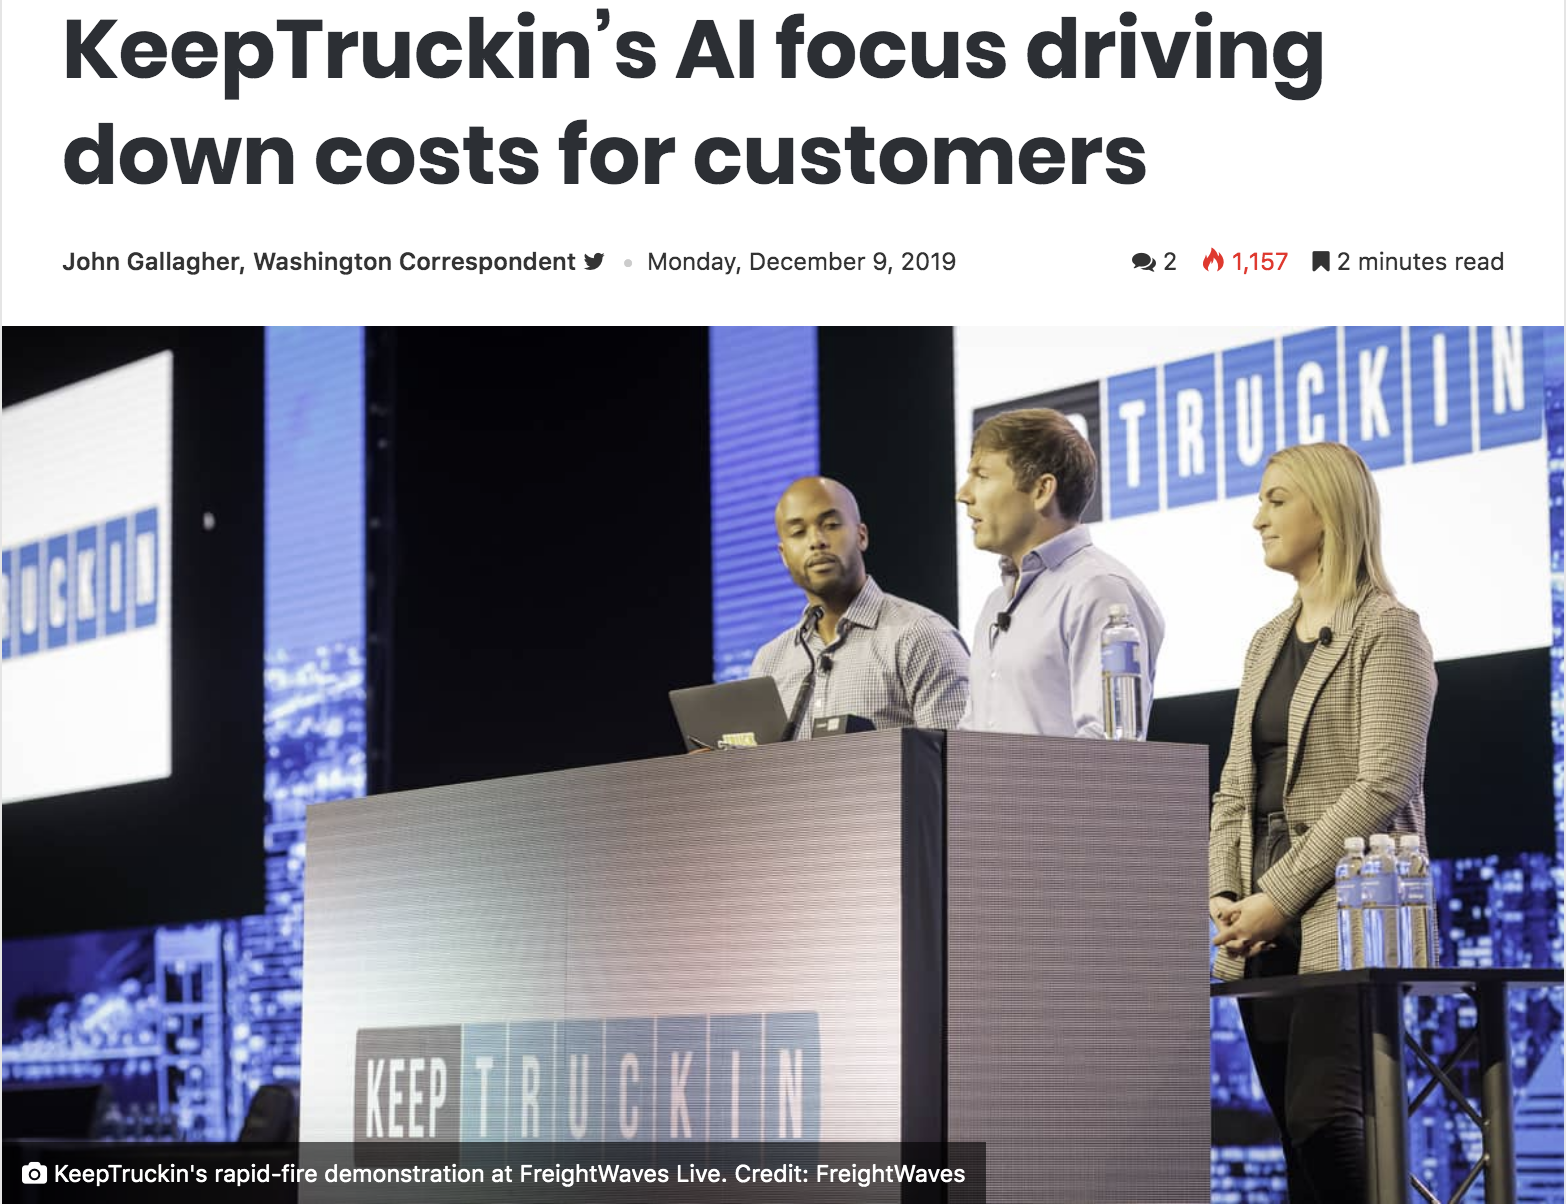 KeepTruckin’s AI focus driving
down costs for customers
John Gallagher, Washington Correspondent • Monday, December 9, 2019 2 1,157 2 minutes read
TRUCKIN
UCKIN
KEEP TRUCKIN
KeepTruckin's rapid-fire demonstration at FreightWaves Live. Credit: FreightWaves